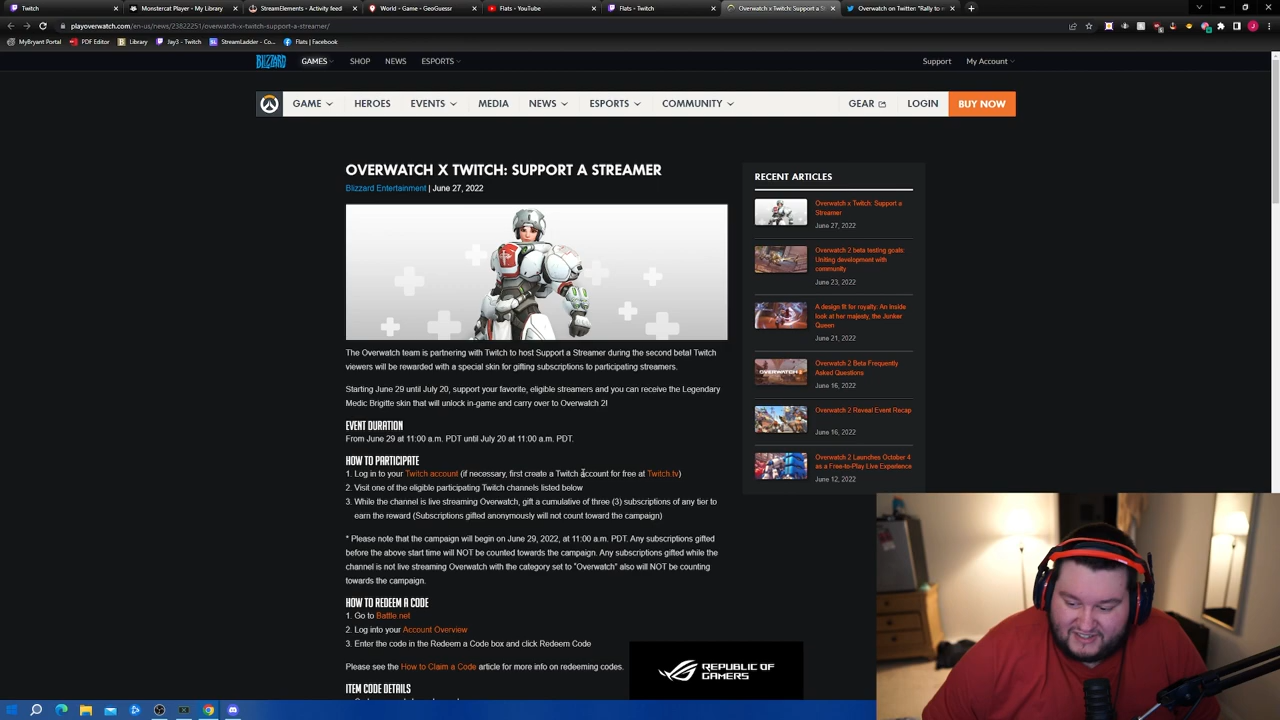 Twitch
Monstercat Player - My Library
StreamElements - Activity feed
World - Game - GeoGuessr
Flats - YouTube
Flats - Twitch
Overwatch x Twitch: Support a St
Overwatch on Twitter: "Rally to
playoverwatch.com/en-us/news/23822251/overwatch-x-twitch-support-a-streamer/
MyBryant Portal
PDF Editor
Library
Jay3 - Twitch
StreamLadder - Co...
Flats | Facebook
BLIZZARD
GAMES
SHOP
NEWS
ESPORTS
Support
My Account
GAME
HEROES
EVENTS
MEDIA
NEWS
ESPORTS
COMMUNITY
GEAR
LOGIN
BUY NOW
OVERWATCH X TWITCH: SUPPORT A STREAMER
Blizzard Entertainment | June 27, 2022
The Overwatch team is partnering with Twitch to host Support a Streamer during the second beta! Twitch
viewers will be rewarded with a special skin for gifting subscriptions to participating streamers.
Starting June 29 until July 20, support your favorite, eligible streamers and you can receive the Legendary
Medic Brigitte skin that will unlock in-game and carry over to Overwatch 2!
EVENT DURATION
From June 29 at 11:00 a.m. PDT until July 20 at 11:00 a.m. PDT.
HOW TO PARTICIPATE
1. Log in to your Twitch account (if necessary, first create a Twitch account for free at Twitch.tv)
2. Visit one of the eligible participating Twitch channels listed below
3. While the channel is live streaming Overwatch, gift a cumulative of three (3) subscriptions of any tier to
earn the reward (Subscriptions gifted anonymously will not count toward the campaign)
* Please note that the campaign will begin on June 29, 2022, at 11:00 a.m. PDT. Any subscriptions gifted
before the above start time will NOT be counted towards the campaign. Any subscriptions gifted while the
channel is not live streaming Overwatch with the category set to "Overwatch" also will NOT be counting
towards the campaign.
HOW TO REDEEM A CODE
1. Go to Battle.net
2. Log into your Account Overview
3. Enter the code in the Redeem a Code box and click Redeem Code
Please see the How to Claim a Code article for more info on redeeming codes.
ITEM CODE DETAILS
RECENT ARTICLES
Overwatch x Twitch: Support a
Streamer
June 27, 2022
Overwatch 2 beta testing goals:
Uniting development with
community
June 23, 2022
A design fit for royalty: An inside
look at her majesty, the Junker
Queen
June 21, 2022
Overwatch 2 Beta Frequently
Asked Questions
June 16, 2022
Overwatch 2 Reveal Event Recap
June 16, 2022
Overwatch 2 Launches October 4
as a Free-to-Play Live Experience
June 12, 2022
REPUBLIC OF
GAMERS